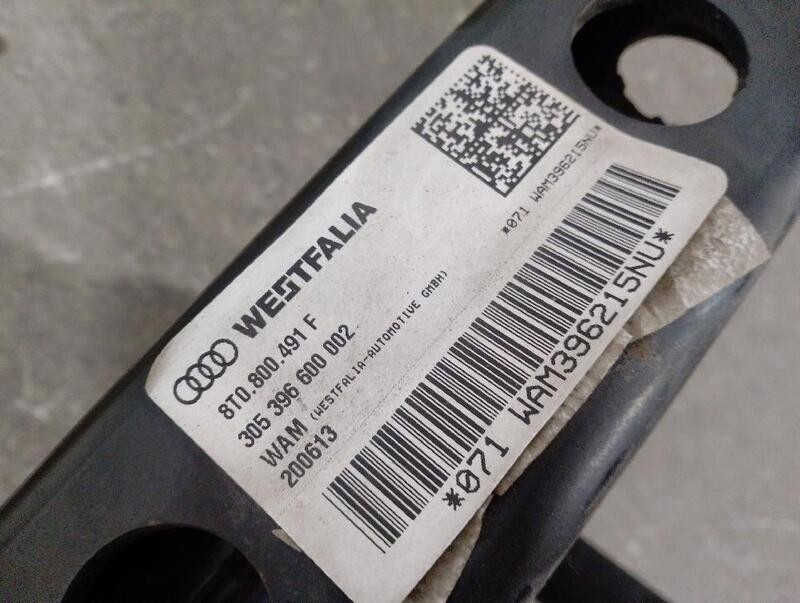 WESTFALIA
8T0.800.491 F
305 396 600 002
WAM (WESTFALIA-AUTOMOTIVE GMBH)
200613
*071 WAM396215NU*
*071 WAM396215NU*